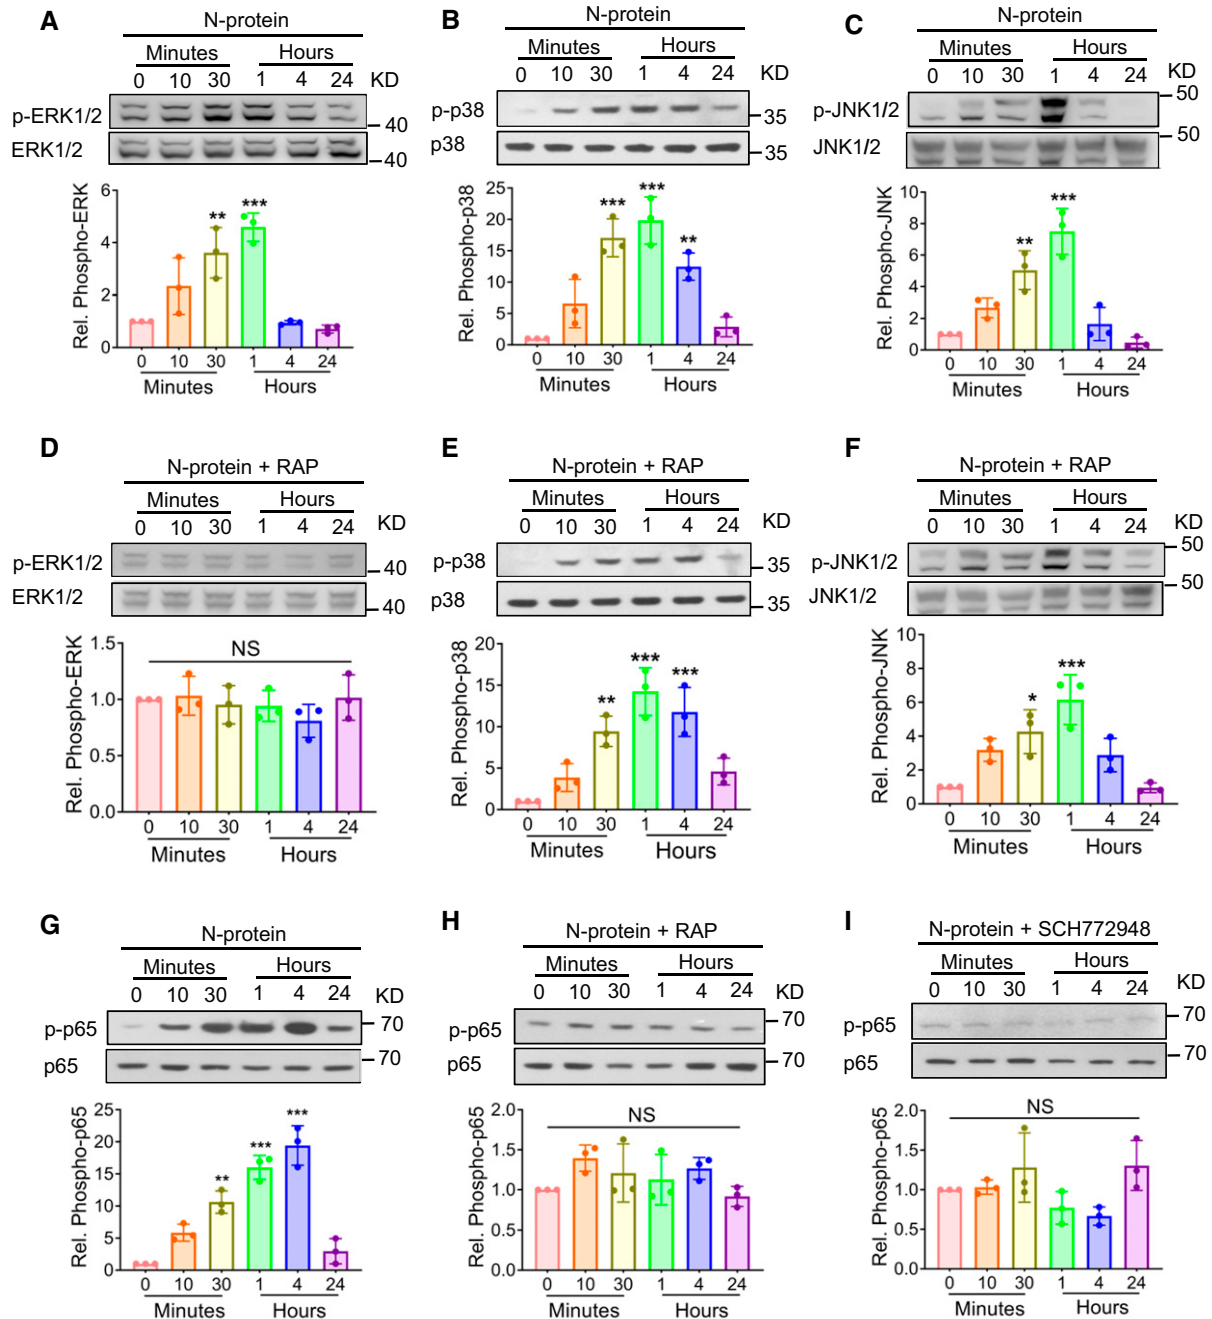 A
N-protein
Minutes Hours
0 10 30 1 4 24 KD
p-ERK1/2
40
ERK1/2
40
Rel. Phospho-ERK
6
4
2
0
** ***
0 10 30 1 4 24
Minutes Hours
B
N-protein
Minutes Hours
0 10 30 1 4 24 KD
p-p38
35
p38
35
Rel. Phospho-p38
25
20
15
10
5
0
*** *** **
0 10 30 1 4 24
Minutes Hours
C
N-protein
Minutes Hours
0 10 30 1 4 24 KD
50
p-JNK1/2
50
JNK1/2
Rel. Phospho-JNK
10
8
6
4
2
0
** ***
0 10 30 1 4 24
Minutes Hours
D
N-protein + RAP
Minutes Hours
0 10 30 1 4 24 KD
p-ERK1/2
40
ERK1/2
40
Rel. Phospho-ERK
1.5
1.0
0.5
0.0
NS
0 10 30 1 4 24
Minutes Hours
E
N-protein + RAP
Minutes Hours
0 10 30 1 4 24 KD
p-p38
35
p38
35
Rel. Phospho-p38
20
15
10
5
0
** *** ***
0 10 30 1 4 24
Minutes Hours
F
N-protein + RAP
Minutes Hours
0 10 30 1 4 24 KD
50
p-JNK1/2
50
JNK1/2
Rel. Phospho-JNK
10
8
6
4
2
0
* ***
0 10 30 1 4 24
Minutes Hours
G
N-protein
Minutes Hours
0 10 30 1 4 24 KD
p-p65 70
p65 70
Rel. Phospho-p65
25
20
15
10
5
0
** *** ***
0 10 30 1 4 24
Minutes Hours
H
N-protein + RAP
Minutes Hours
0 10 30 1 4 24 KD
p-p65 70
p65 70
Rel. Phospho-p65
2.0
1.5
1.0
0.5
0.0
NS
0 10 30 1 4 24
Minutes Hours
I
N-protein + SCH772948
Minutes Hours
0 10 30 1 4 24 KD
p-p65 70
p65 70
Rel. Phospho-p65
2.0
1.5
1.0
0.5
0.0
NS
0 10 30 1 4 24
Minutes Hours